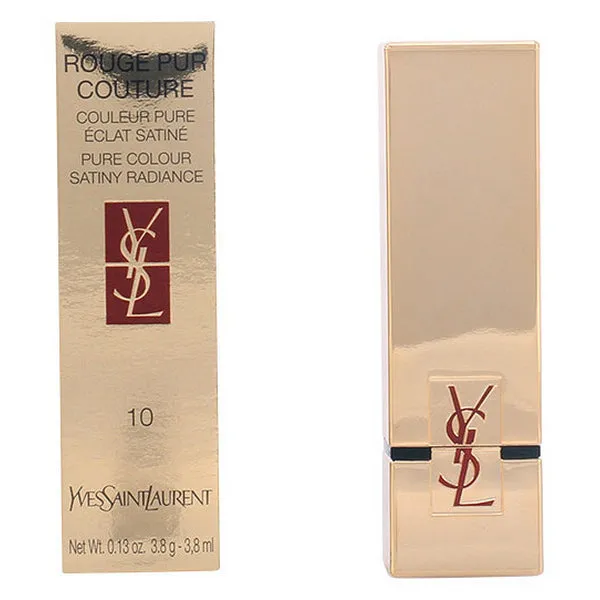 ROUGE PUR
COUTURE
COULEUR PURE
ÉCLAT SATINÉ
PURE COLOUR
SATINY RADIANCE
YSL
10
YVESSAINTLAURENT
Net Wt. 0.13 oz. 3.8 g - 3,8 ml
YSL